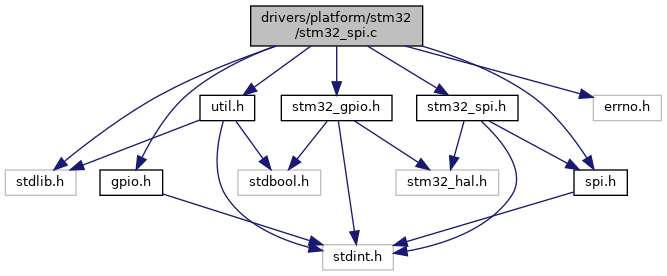 drivers/platform/stm32
/stm32_spi.c
util.h
stm32_gpio.h
stm32_spi.h
errno.h
stdlib.h
gpio.h
stdbool.h
stm32_hal.h
spi.h
stdint.h